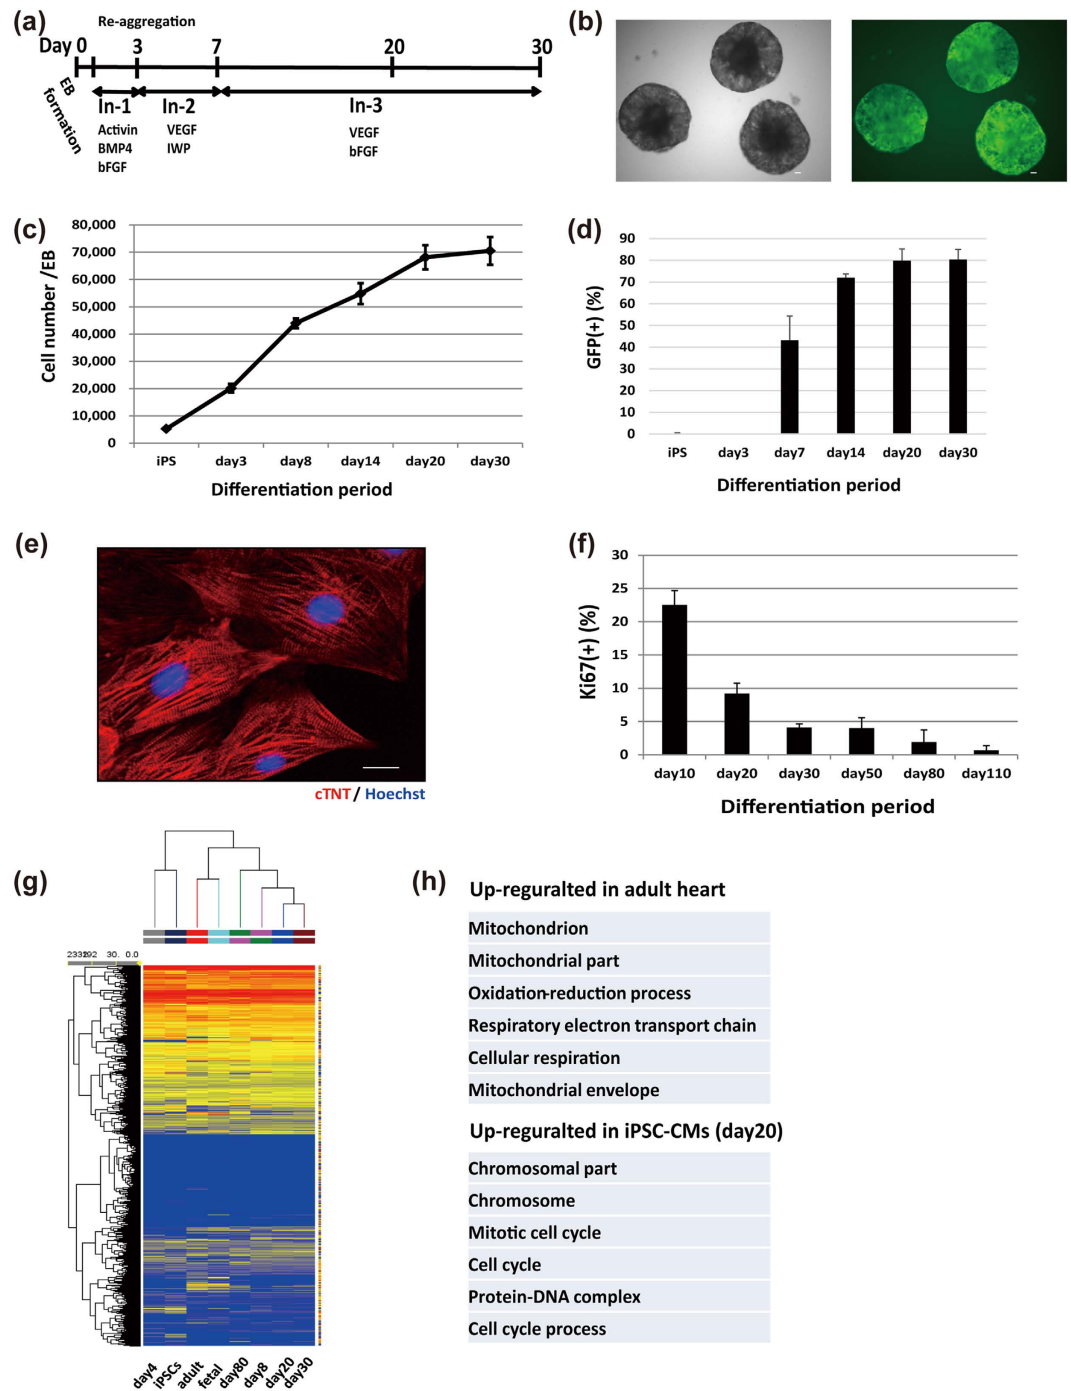 (a)
Re-aggregation
Day 0 3 7 20 30
EB formation
In-1 In-2 In-3
Activin VEGF VEGF
BMP4 IWP bFGF
bFGF
(b)
(c)
Cell number /EB
80,000
70,000
60,000
50,000
40,000
30,000
20,000
10,000
0
iPS day3 day8 day14 day20 day30
Differentiation period
(d)
GFP(+) (%)
90
80
70
60
50
40
30
20
10
0
iPS day3 day7 day14 day20 day30
Differentiation period
(e)
cTNT / Hoechst
(f)
Ki67(+) (%)
30
25
20
15
10
5
0
day10 day20 day30 day50 day80 day110
Differentiation period
(g)
30. 0.0
day4 iPSCs adult fetal day80 day8 day20 day30
(h)
Up-reguralted in adult heart
Mitochondrion
Mitochondrial part
Oxidation-reduction process
Respiratory electron transport chain
Cellular respiration
Mitochondrial envelope
Up-reguralted in iPSC-CMs (day20)
Chromosomal part
Chromosome
Mitotic cell cycle
Cell cycle
Protein-DNA complex
Cell cycle process